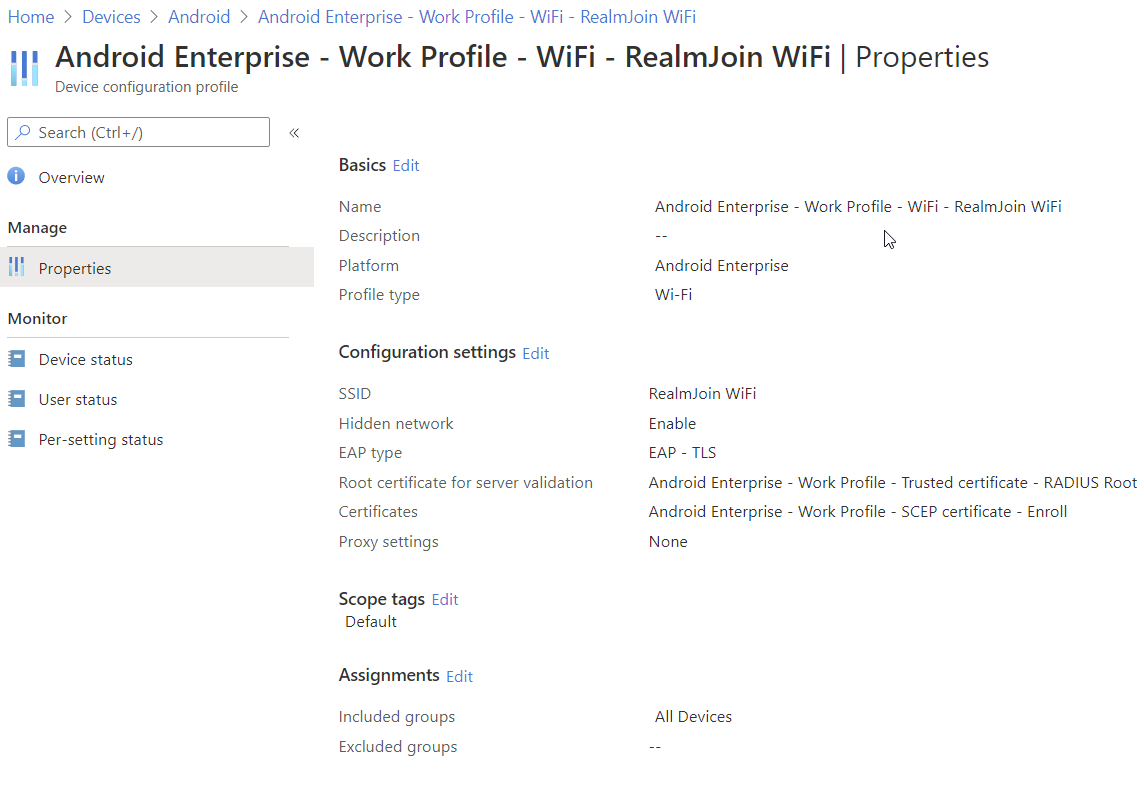 Home > Devices > Android > Android Enterprise - Work Profile - WiFi - RealmJoin WiFi
Android Enterprise - Work Profile - WiFi - RealmJoin WiFi | Properties
Device configuration profile
Search (Ctrl+/)
«
Overview
Manage
Properties
Monitor
Device status
User status
Per-setting status
Basics Edit
Name Android Enterprise - Work Profile - WiFi - RealmJoin WiFi
Description --
Platform Android Enterprise
Profile type Wi-Fi
Configuration settings Edit
SSID RealmJoin WiFi
Hidden network Enable
EAP type EAP - TLS
Root certificate for server validation Android Enterprise - Work Profile - Trusted certificate - RADIUS Root
Certificates Android Enterprise - Work Profile - SCEP certificate - Enroll
Proxy settings None
Scope tags Edit
Default
Assignments Edit
Included groups All Devices
Excluded groups --